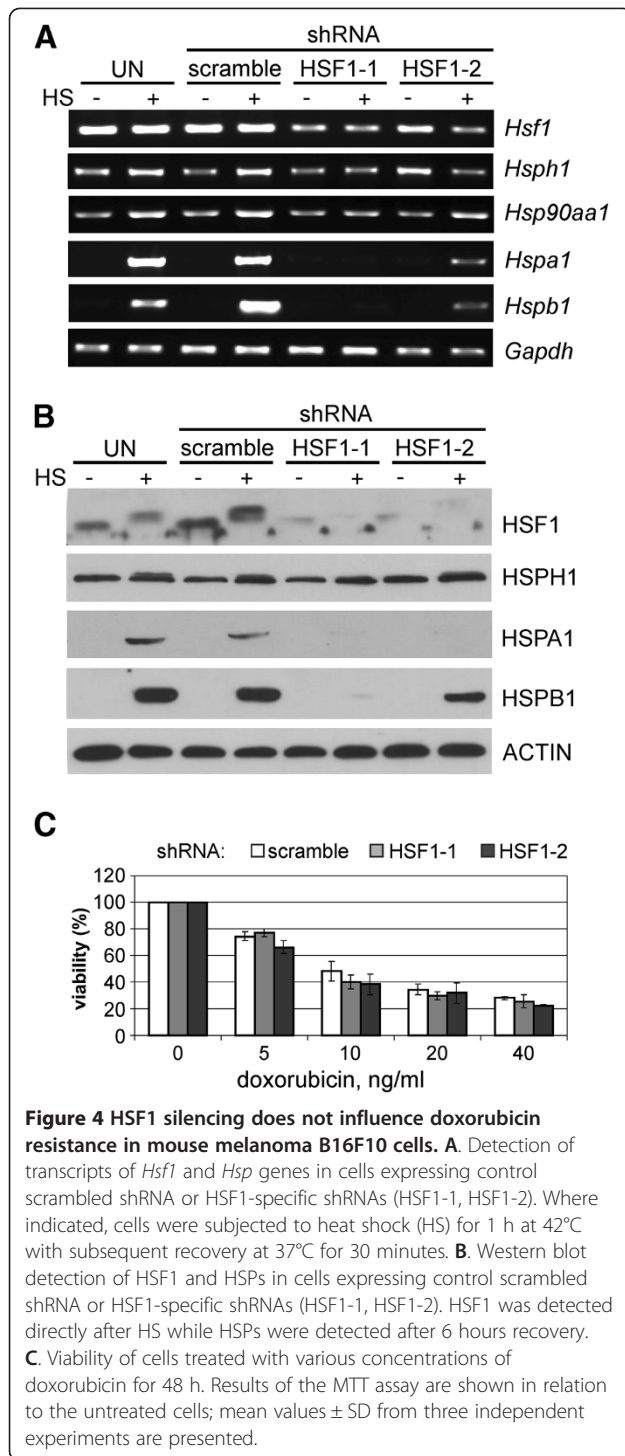 A
shRNA
UN scramble HSF1-1 HSF1-2
HS - + - + - + - +
Hsf1
Hsph1
Hsp90aa1
Hspa1
Hspb1
Gapdh
B
shRNA
UN scramble HSF1-1 HSF1-2
HS - + - + - + - +
HSF1
HSPH1
HSPA1
HSPB1
ACTIN
C
shRNA: scramble HSF1-1 HSF1-2
viability (%)
120
100
80
60
40
20
0
0 5 10 20 40
doxorubicin, ng/ml
Figure 4 HSF1 silencing does not influence doxorubicin
resistance in mouse melanoma B16F10 cells. A. Detection of
transcripts of Hsf1 and Hsp genes in cells expressing control
scrambled shRNA or HSF1-specific shRNAs (HSF1-1, HSF1-2). Where
indicated, cells were subjected to heat shock (HS) for 1 h at 42°C
with subsequent recovery at 37°C for 30 minutes. B. Western blot
detection of HSF1 and HSPs in cells expressing control scrambled
shRNA or HSF1-specific shRNAs (HSF1-1, HSF1-2). HSF1 was detected
directly after HS while HSPs were detected after 6 hours recovery.
C. Viability of cells treated with various concentrations of
doxorubicin for 48 h. Results of the MTT assay are shown in relation
to the untreated cells; mean values ± SD from three independent
experiments are presented.